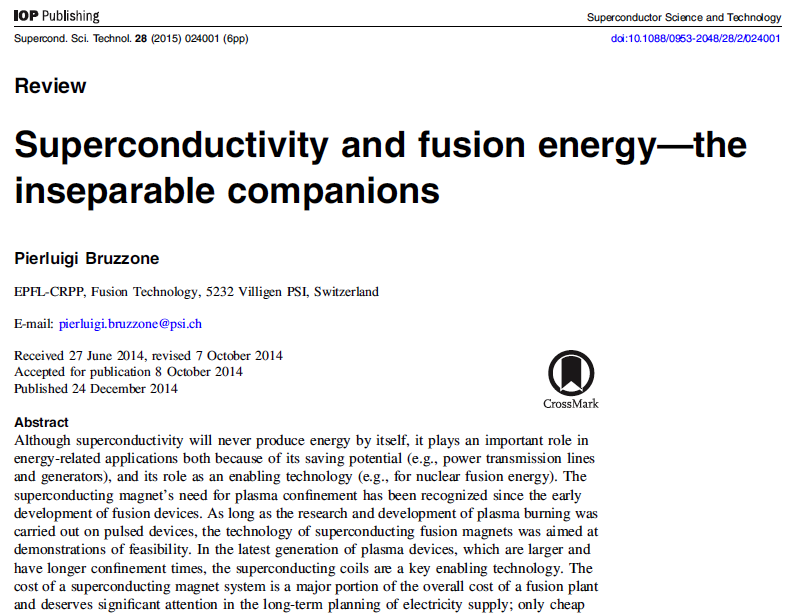 IOP Publishing
Superconductor Science and Technology
Supercond. Sci. Technol. 28 (2015) 024001 (6pp)
doi:10.1088/0953-2048/28/2/024001
Review
Superconductivity and fusion energy—the
inseparable companions
Pierluigi Bruzzone
EPFL-CRPP, Fusion Technology, 5232 Villigen PSI, Switzerland
E-mail: pierluigi.bruzzone@psi.ch
Received 27 June 2014, revised 7 October 2014
Accepted for publication 8 October 2014
Published 24 December 2014
CrossMark
Abstract
Although superconductivity will never produce energy by itself, it plays an important role in
energy-related applications both because of its saving potential (e.g., power transmission lines
and generators), and its role as an enabling technology (e.g., for nuclear fusion energy). The
superconducting magnet's need for plasma confinement has been recognized since the early
development of fusion devices. As long as the research and development of plasma burning was
carried out on pulsed devices, the technology of superconducting fusion magnets was aimed at
demonstrations of feasibility. In the latest generation of plasma devices, which are larger and
have longer confinement times, the superconducting coils are a key enabling technology. The
cost of a superconducting magnet system is a major portion of the overall cost of a fusion plant
and deserves significant attention in the long-term planning of electricity supply; only cheap